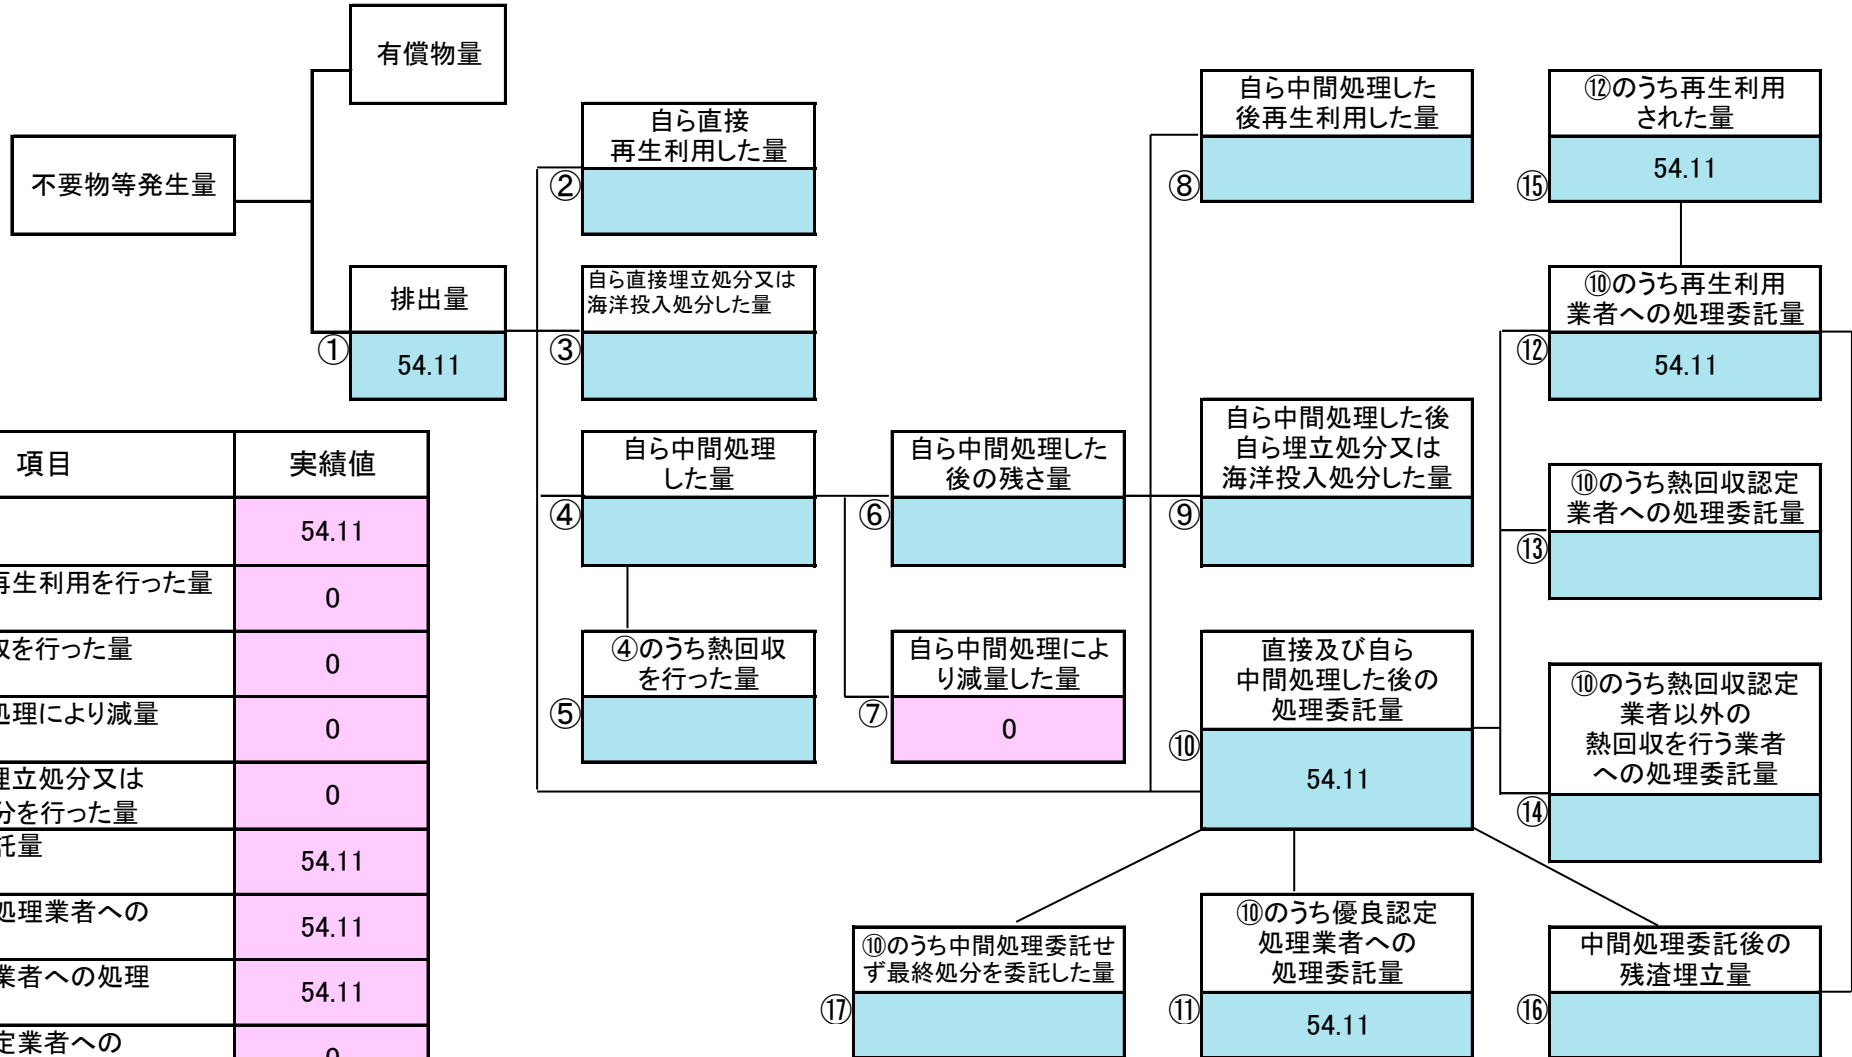 有償物量
不要物等発生量
排出量
①
54.11
自ら直接
再生利用した量
②
自ら直接埋立処分又は
海洋投入処分した量
③
自ら中間処理
した量
④
④のうち熱回収
を行った量
⑤
自ら中間処理した
後の残さ量
⑥
自ら中間処理によ
り減量した量
⑦
0
自ら中間処理した
後再生利用した量
⑧
自ら中間処理した後
自ら埋立処分又は
海洋投入処分した量
⑨
直接及び自ら
中間処理した後の
処理委託量
⑩
54.11
⑫のうち再生利用
された量
⑮
54.11
⑩のうち再生利用
業者への処理委託量
⑫
54.11
⑩のうち熱回収認定
業者への処理委託量
⑬
⑩のうち熱回収認定
業者以外の
熱回収を行う業者
への処理委託量
⑭
⑩のうち中間処理委託せ
ず最終処分を委託した量
⑰
⑩のうち優良認定
処理業者への
処理委託量
⑪
54.11
中間処理委託後の
残渣埋立量
⑯
項目 実績値
54.11
再生利用を行った量 0
を行った量 0
処理により減量 0
埋立処分又は
を行った量 0
託量 54.11
処理業者への
54.11
業者への処理
54.11
定業者への
0